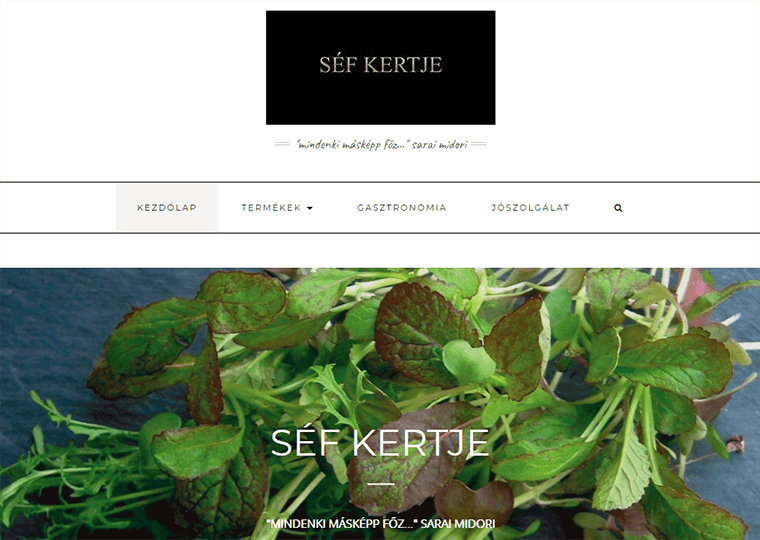 SÉF KERTJE
"mindenki másképp főz..." sarai midori
KEZDŐLAP TERMÉKEK GASZTRONÓMIA JÓSZOLGÁLAT
SÉF KERTJE
"MINDENKI MÁSKÉPP FŐZ..." SARAI MIDORI